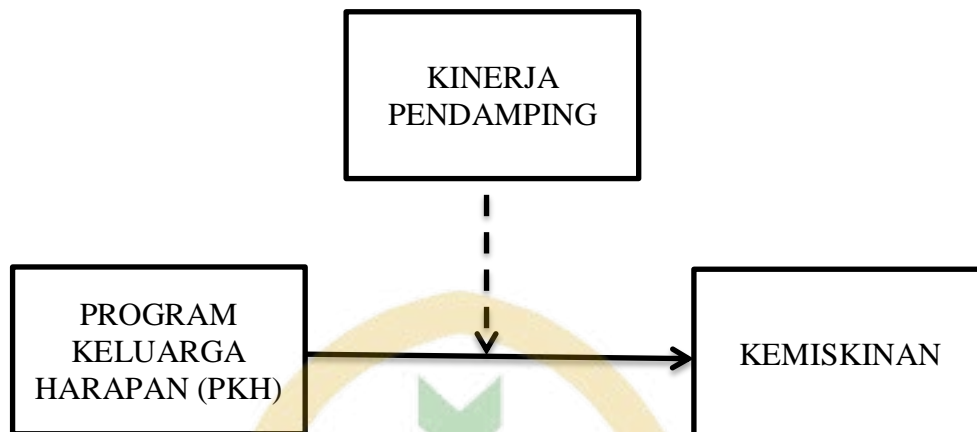 KINERJA
PENDAMPING
PROGRAM
KELUARGA
HARAPAN (PKH)
KEMISKINAN